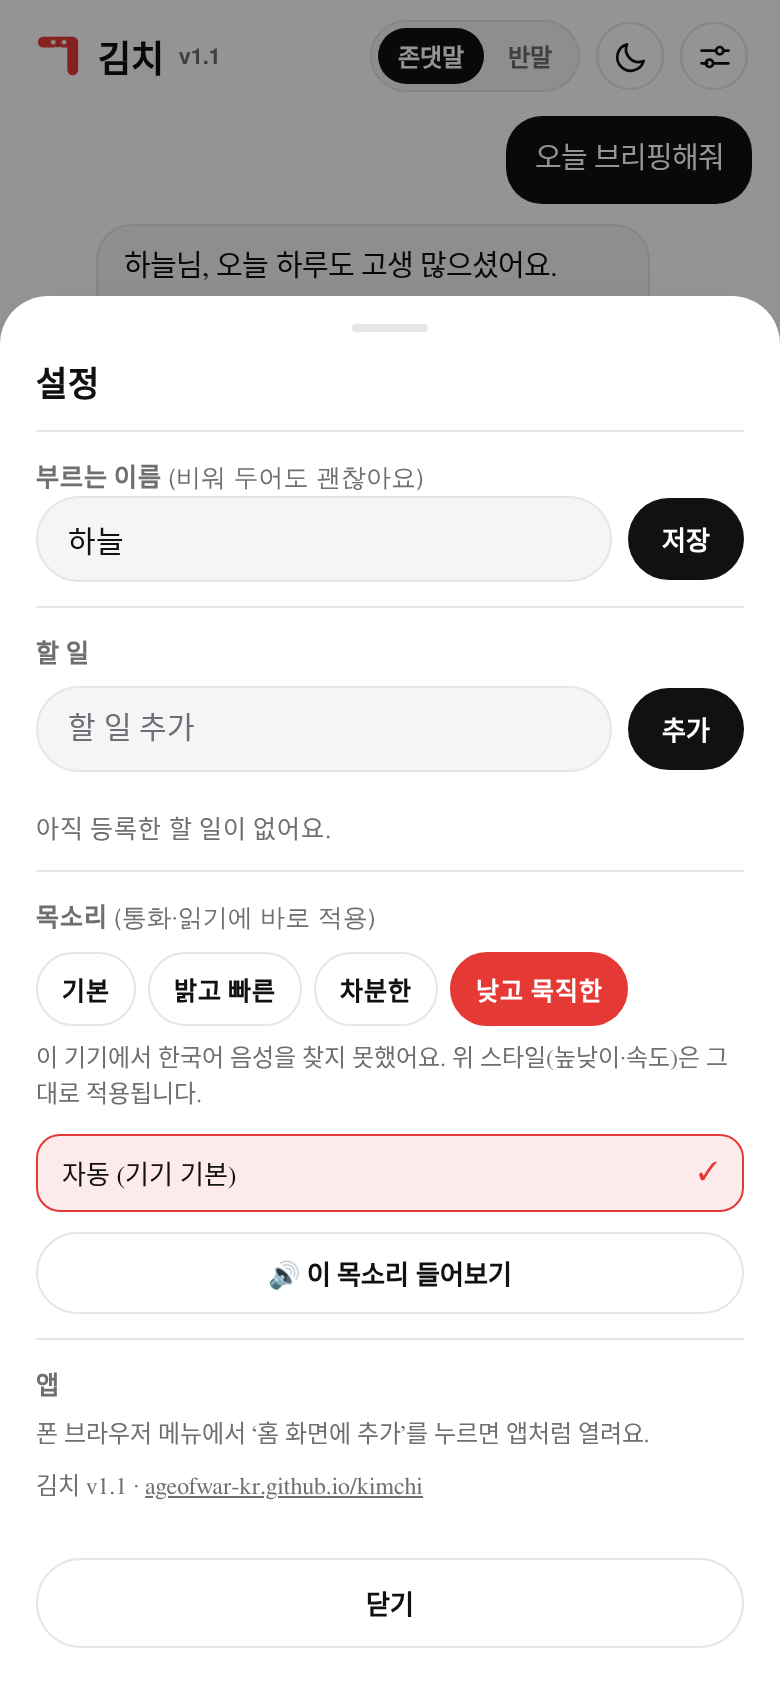 김치 v1.1 존댓말 반말
오늘 브리핑해줘
하늘님, 오늘 하루도 고생 많으셨어요.
설정
부르는 이름 (비워 두어도 괜찮아요)
하늘 저장
할 일
할 일 추가 추가
아직 등록한 할 일이 없어요.
목소리 (통화·읽기에 바로 적용)
기본 밝고 빠른 차분한 낮고 묵직한
이 기기에서 한국어 음성을 찾지 못했어요. 위 스타일(높낮이·속도)은 그
대로 적용됩니다.
자동 (기기 기본) ✓
🔊 이 목소리 들어보기
앱
폰 브라우저 메뉴에서 ‘홈 화면에 추가’를 누르면 앱처럼 열려요.
김치 v1.1 · ageofwar-kr.github.io/kimchi
닫기